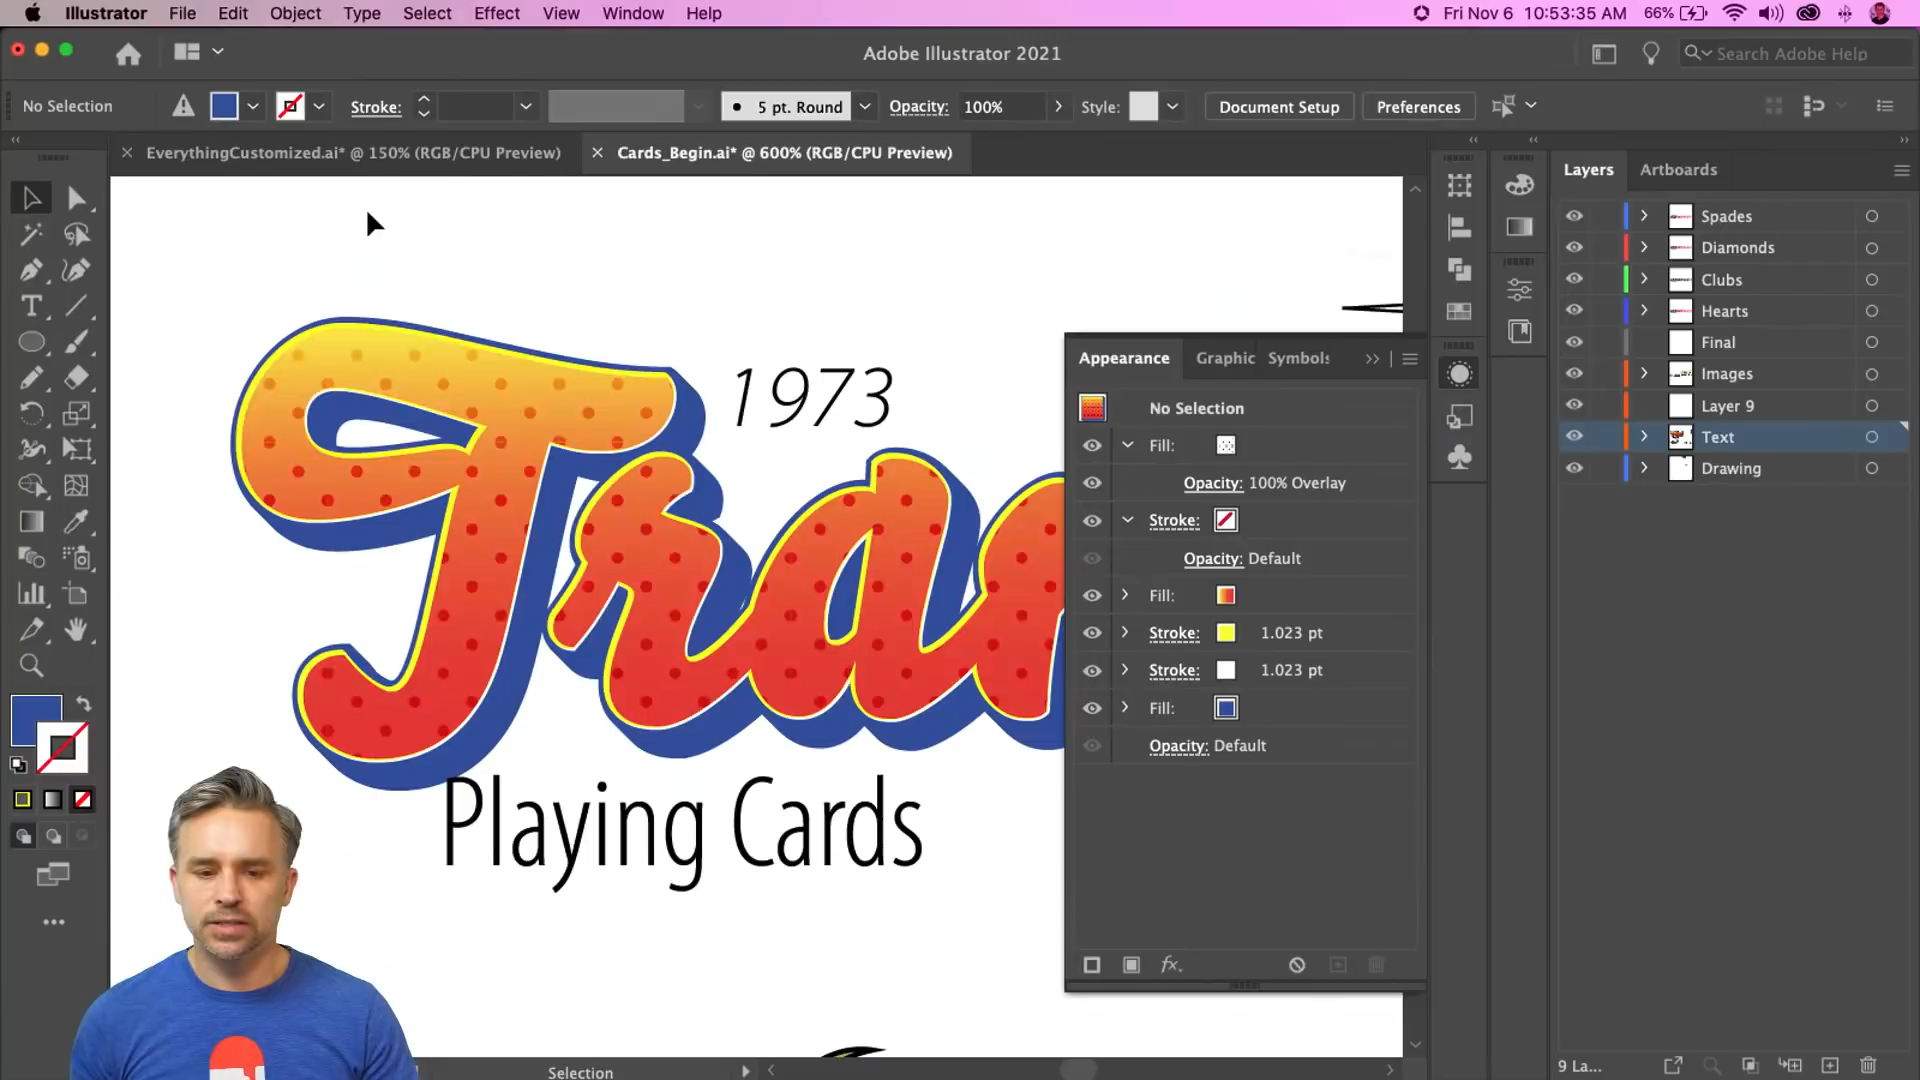 Illustrator File Edit Object Type Select Effect View Window Help
Fri Nov 6 10:53:35 AM 66%
Adobe Illustrator 2021
Search Adobe Help
No Selection
Stroke:
5 pt. Round
Opacity: 100%
Style:
Document Setup
Preferences
EverythingCustomized.ai* @ 150% (RGB/CPU Preview)
Cards_Begin.ai* @ 600% (RGB/CPU Preview)
Layers
Artboards
Spades
Diamonds
Clubs
Hearts
Final
Images
Layer 9
Text
Drawing
1973
Tran
Playing Cards
Appearance
Graphic
Symbols
No Selection
Fill:
Opacity: 100% Overlay
Stroke:
Opacity: Default
Fill:
Stroke: 1.023 pt
Stroke: 1.023 pt
Fill:
Opacity: Default
fx.
Selection
9 La...